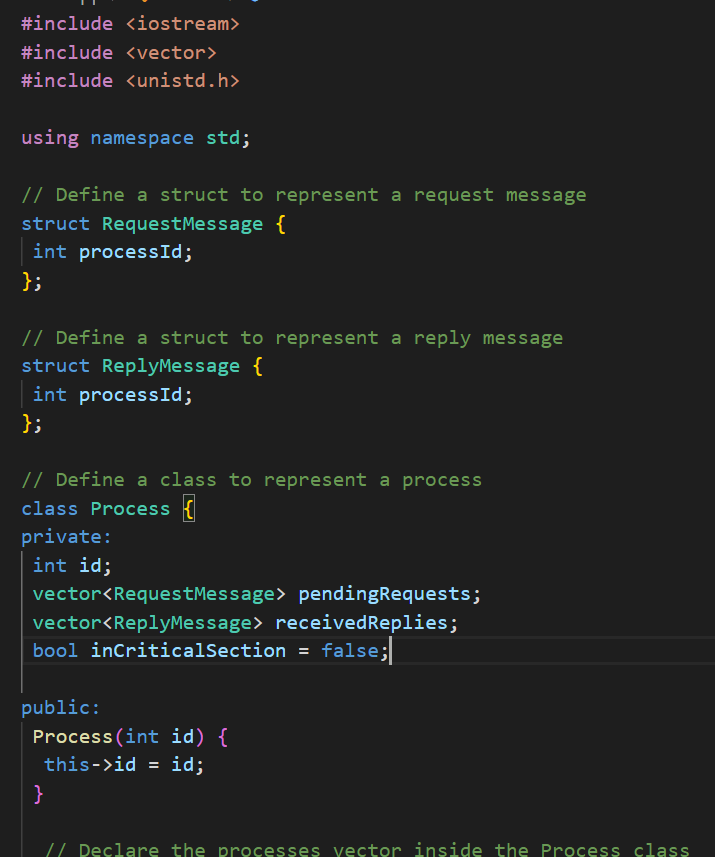 #include <iostream>
#include <vector>
#include <unistd.h>
using namespace std;
// Define a struct to represent a request message
struct RequestMessage {
int processId;
};
// Define a struct to represent a reply message
struct ReplyMessage {
int processId;
};
// Define a class to represent a process
class Process {
private:
int id;
vector<RequestMessage> pendingRequests;
vector<ReplyMessage> receivedReplies;
bool inCriticalSection = false;
public:
Process(int id) {
this->id = id;
}
// Declare the processes vector inside the Process class